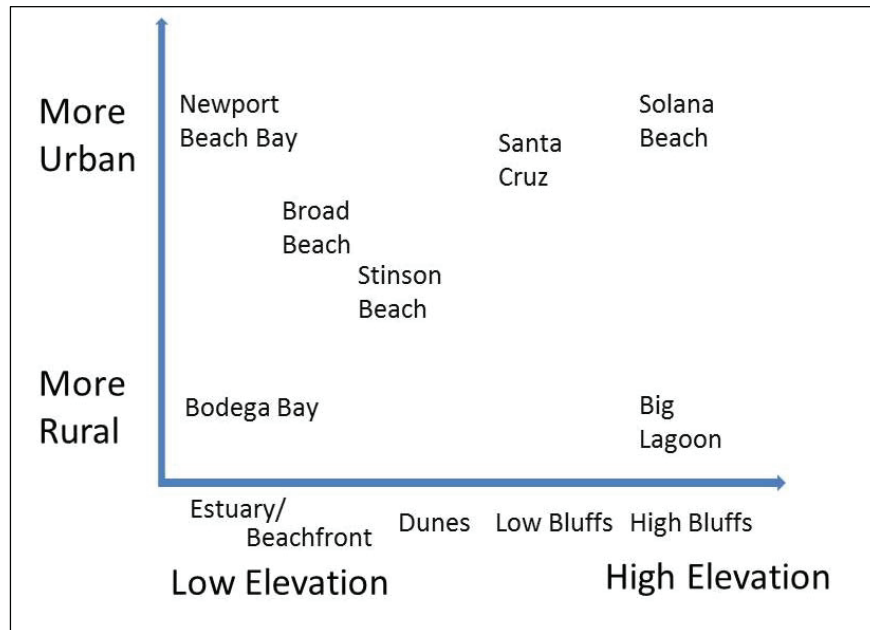 More
Urban
Newport
Beach Bay
Solana
Beach
Santa
Cruz
Broad
Beach
Stinson
Beach
More
Rural
Bodega Bay
Big
Lagoon
Estuary/
Beachfront
Dunes
Low Bluffs
High Bluffs
Low Elevation
High Elevation